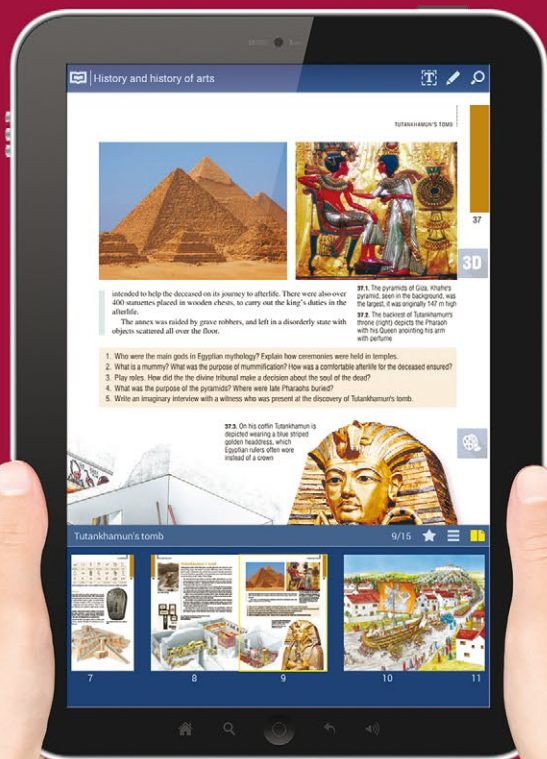 History and history of arts
TUTANKHAMUN'S TOMB
37
3D
37.1. The pyramids of Giza. Khafre's
pyramid, seen in the background, was
the largest, it was originally 147 m high
37.2. The backrest of Tutankhamun's
throne (right) depicts the Pharaoh
with his Queen anointing his arm
with perfume
intended to help the deceased on its journey to afterlife. There were also over
400 statuettes placed in wooden chests, to carry out the king's duties in the
afterlife.
The annex was raided by grave robbers, and left in a disorderly state with
objects scattered all over the floor.
1. Who were the main gods in Egyptian mythology? Explain how ceremonies were held in temples.
2. What is a mummy? What was the purpose of mummification? How was a comfortable afterlife for the deceased ensured?
3. Play roles. How did the the divine tribunal make a decision about the soul of the dead?
4. What was the purpose of the pyramids? Where were late Pharaohs buried?
5. Write an imaginary interview with a witness who was present at the discovery of Tutankhamun's tomb.
37.3. On his coffin Tutankhamun is
depicted wearing a blue striped
golden headdress, which
Egyptian rulers often wore
instead of a crown
Tutankhamun's tomb
9/15
7
8
9
10
11